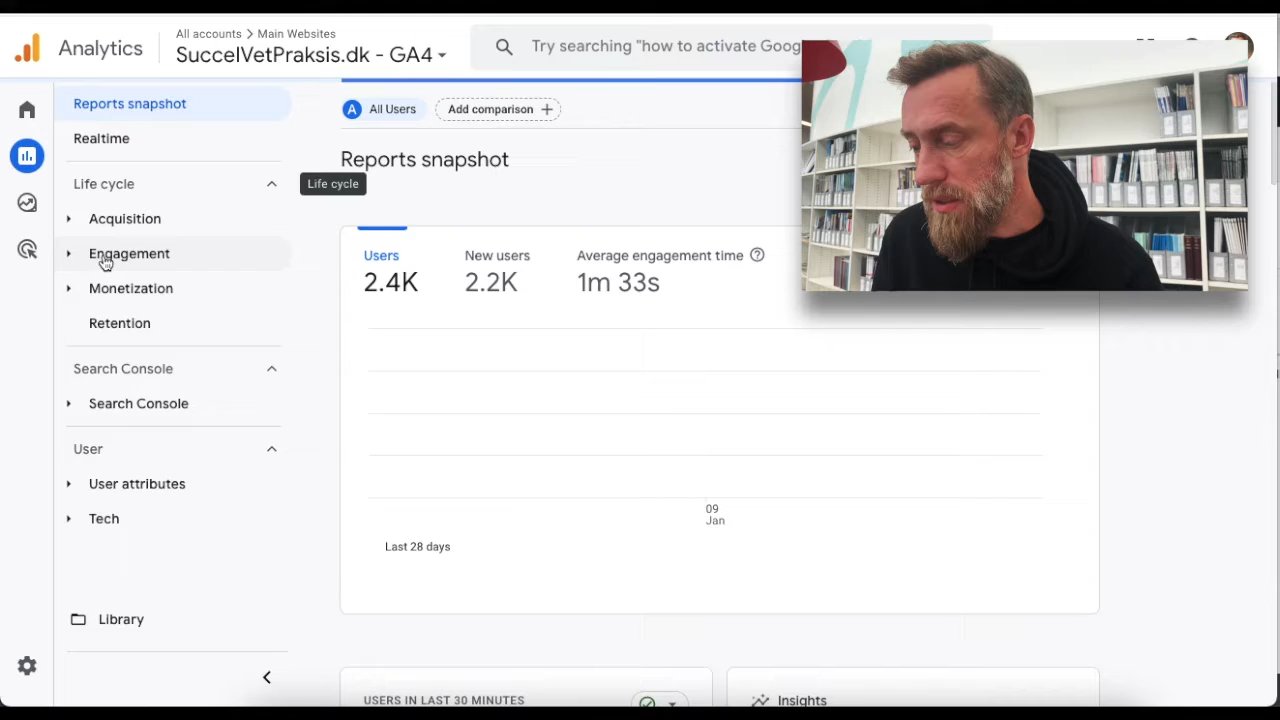 Analytics
All accounts > Main Websites
SuccelVetPraksis.dk - GA4
Try searching "how to activate Goog
Reports snapshot
Realtime
Life cycle
Acquisition
Engagement
Monetization
Retention
Search Console
Search Console
User
User attributes
Tech
Library
A All Users
Add comparison +
Reports snapshot
Life cycle
Users
2.4K
New users
2.2K
Average engagement time
1m 33s
09
Jan
Last 28 days
USERS IN LAST 30 MINUTES
Insights